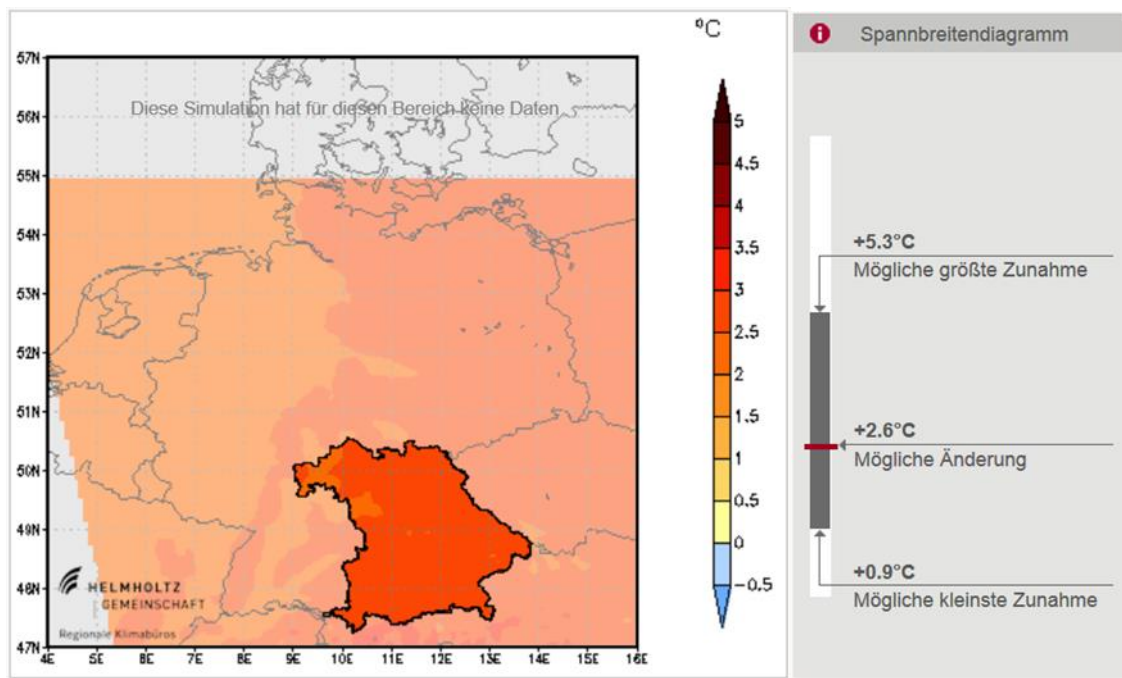 °C
57N
56N
55N
54N
53N
52N
51N
50N
49N
48N
47N
4E 5E 6E 7E 8E 9E 10E 11E 12E 13E 14E 15E 16E
Diese Simulation hat für diesen Bereich keine Daten
HELMHOLTZ
GEMEINSCHAFT
Regionale Klimabüros
5
4.5
4
3.5
3
2.5
2
1.5
1
0.5
0
-0.5
i Spannbreitendiagramm
+5.3°C
Mögliche größte Zunahme
+2.6°C
Mögliche Änderung
+0.9°C
Mögliche kleinste Zunahme